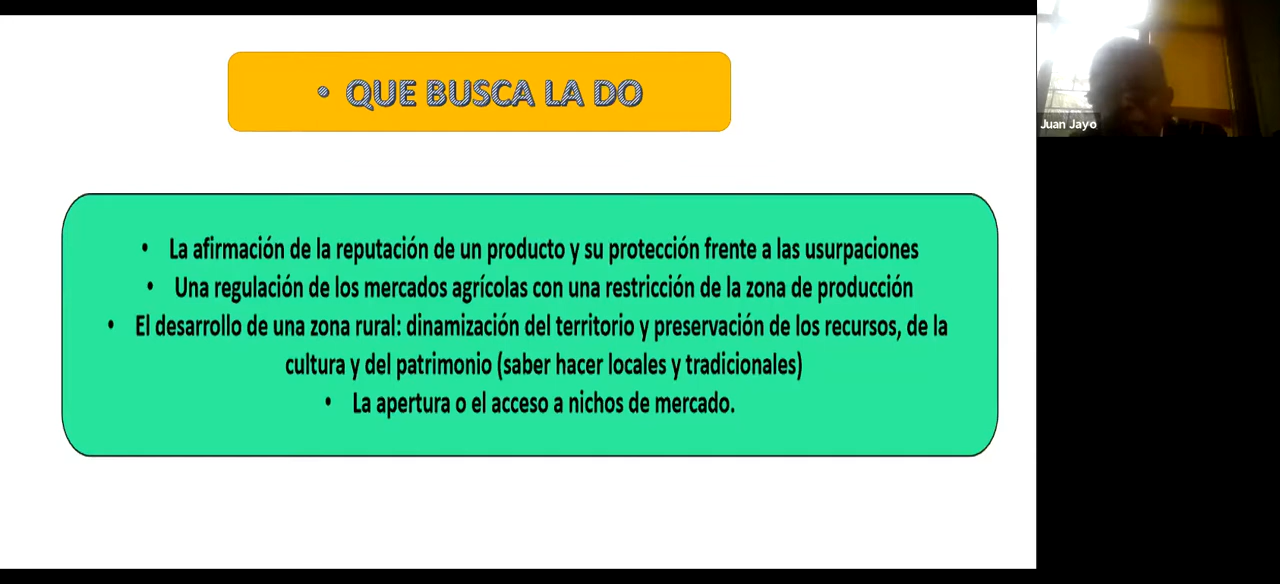 • QUE BUSCA LA DO
Juan Jayo
• La afirmación de la reputación de un producto y su protección frente a las usurpaciones
• Una regulación de los mercados agrícolas con una restricción de la zona de producción
• El desarrollo de una zona rural: dinamización del territorio y preservación de los recursos, de la
cultura y del patrimonio (saber hacer locales y tradicionales)
• La apertura o el acceso a nichos de mercado.